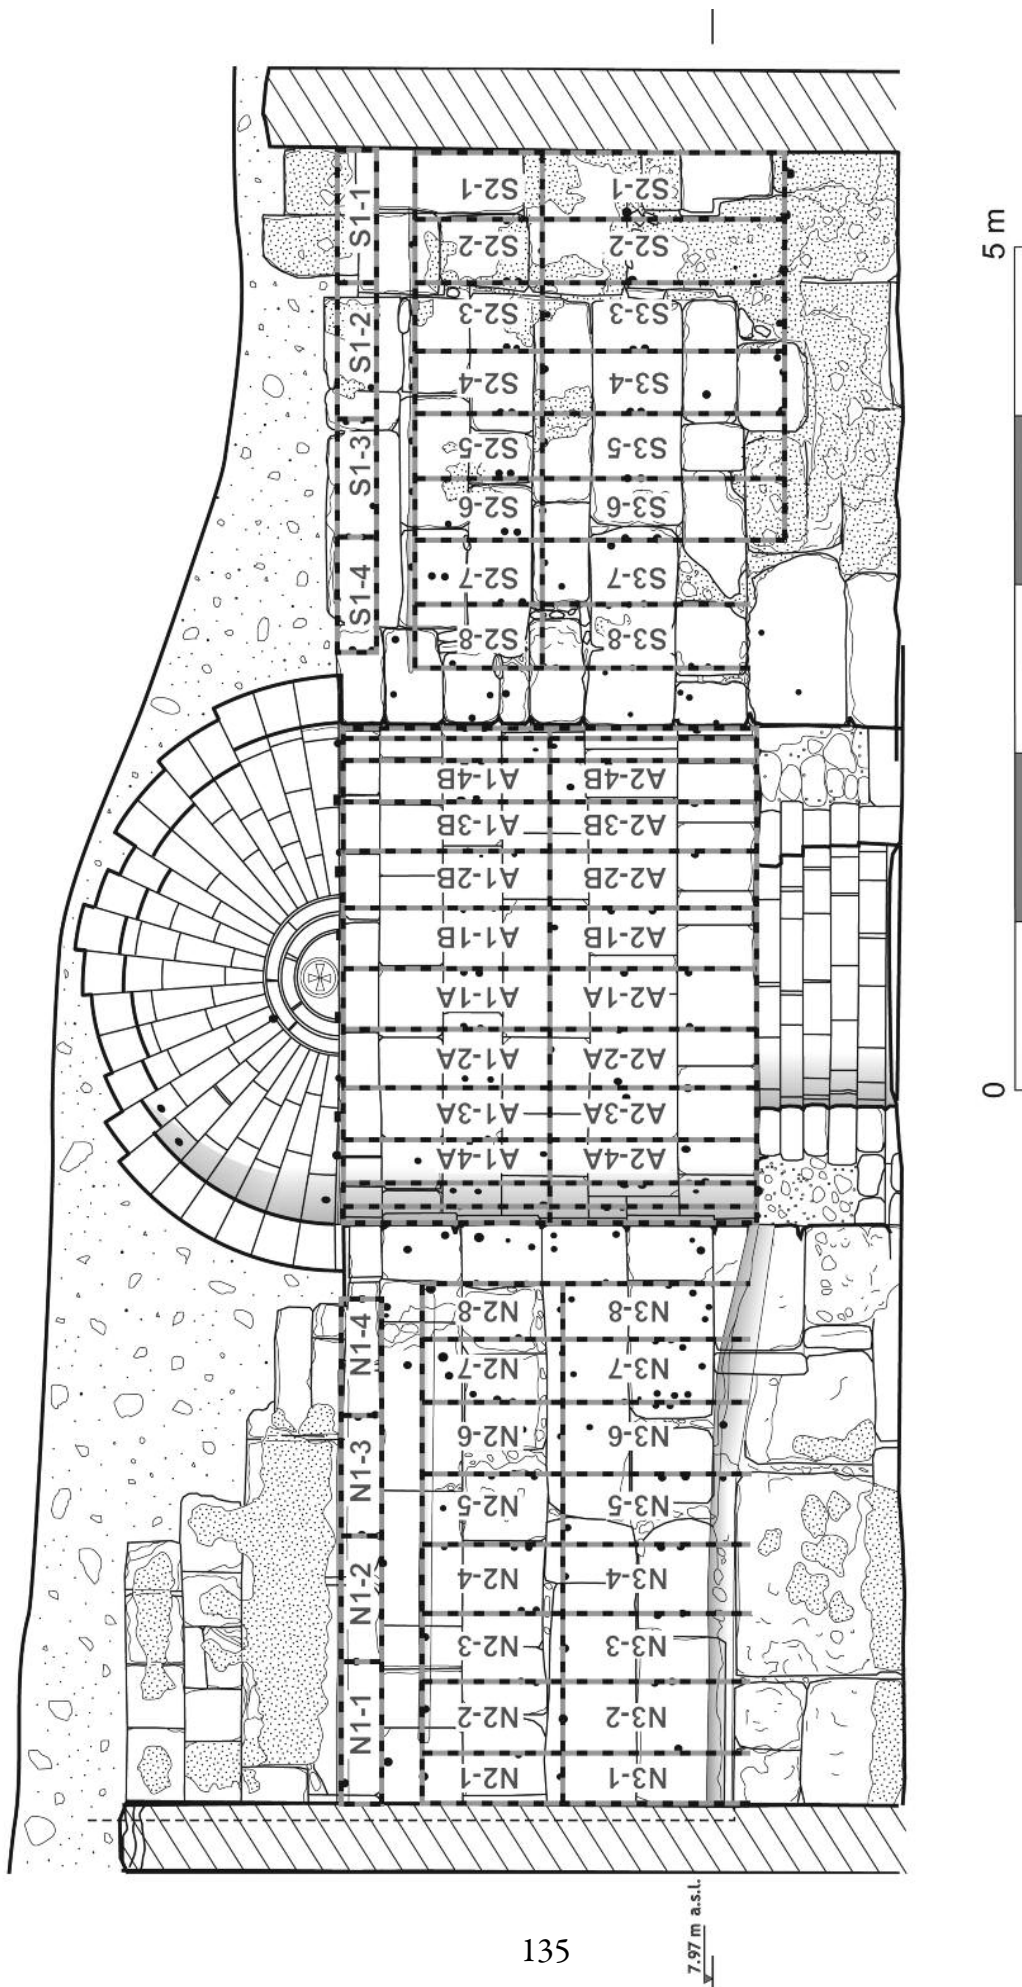 N1-1 N1-2 N1-3 N1-4 S1-4 S1-3 S1-2 S1-1
N2-1 N2-2 N2-3 N2-4 N2-5 N2-6 N2-7 N2-8 A1-4A A1-3A A1-2A A1-1A A1-1B A1-2B A1-3B A1-4B S2-8 S2-7 S2-6 S2-5 S2-4 S2-3 S2-2 S2-1
N3-1 N3-2 N3-3 N3-4 N3-5 N3-6 N3-7 N3-8 A2-4A A2-3A A2-2A A2-1A A2-1B A2-2B A2-3B A2-4B S3-8 S3-7 S3-6 S3-5 S3-4 S3-3 S2-2 S2-1
7.97 m a.s.l.
0 5 m
135